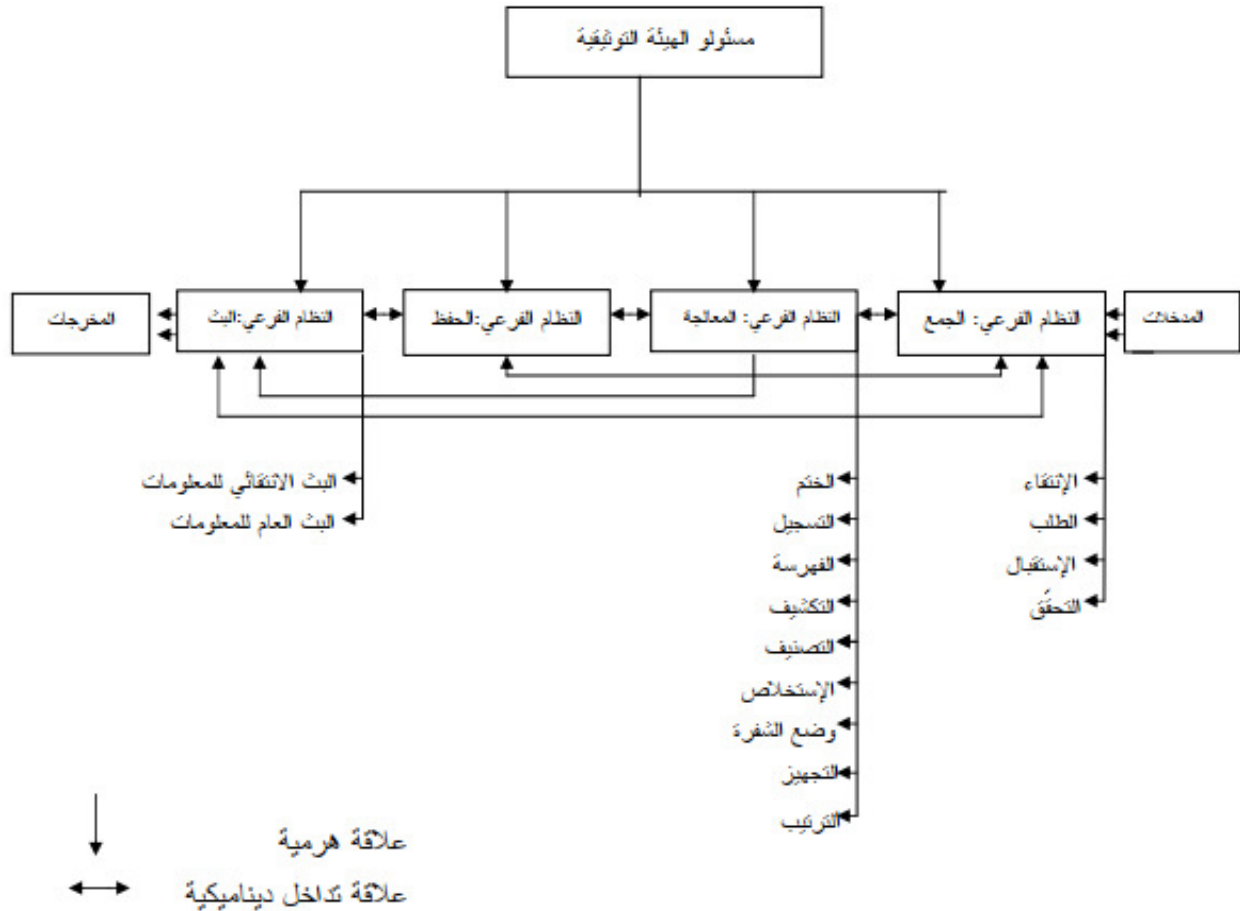 مسئولو الهيئة التوثيقية
المدخلات
النظام الفرعي: الجمع
النظام الفرعي: المعالجة
النظام الفرعي:الحفظ
النظام الفرعي:البث
المخرجات
الإنتقاء
الطلب
الإستقبال
التحقّق
الختم
التسجيل
الفهرسة
التكشيف
التصنيف
الإستخلاص
وضع الشفرة
التجهيز
الترتيب
البث الانتقائي للمعلومات
البث العام للمعلومات
علاقة هرمية
علاقة تداخل ديناميكية